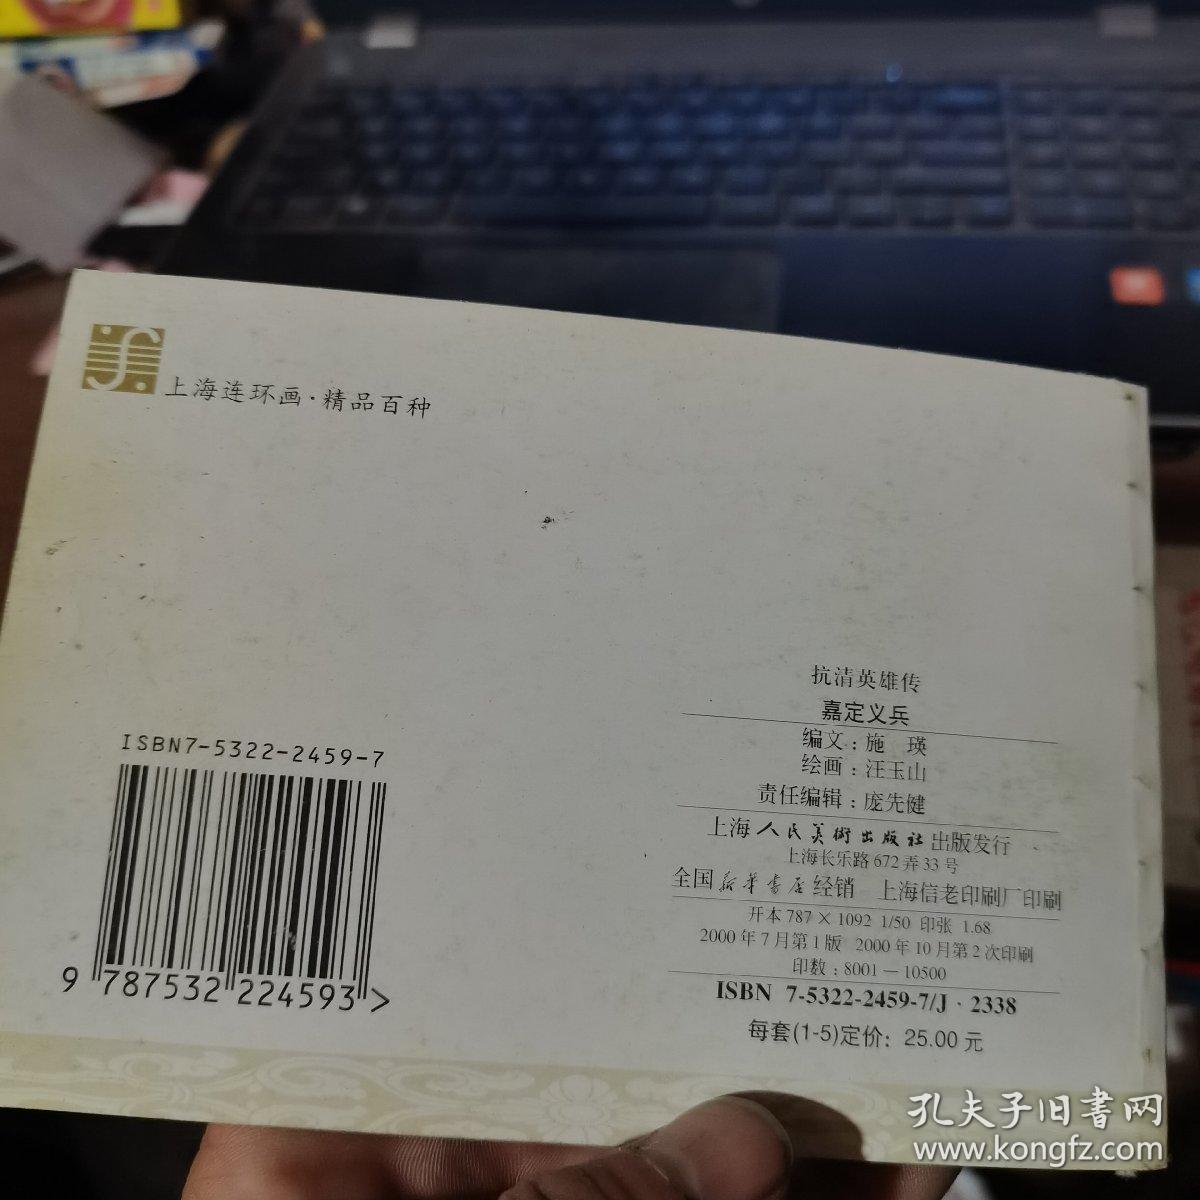 上海连环画·精品百种
抗清英雄传
嘉定义兵
编文：施 瑛
绘画：汪玉山
责任编辑：庞先健
上海人民美術出版社出版发行
上海长乐路672弄33号
全国新华書店经销 上海信老印刷厂印刷
开本787×1092 1/50 印张 1.68
2000年7月第1版 2000年10月第2次印刷
印数：8001—10500
ISBN 7-5322-2459-7/J·2338
每套(1-5)定价：25.00元
ISBN7-5322-2459-7
9 787532 224593>
孔夫子旧書网
www.kongfz.com